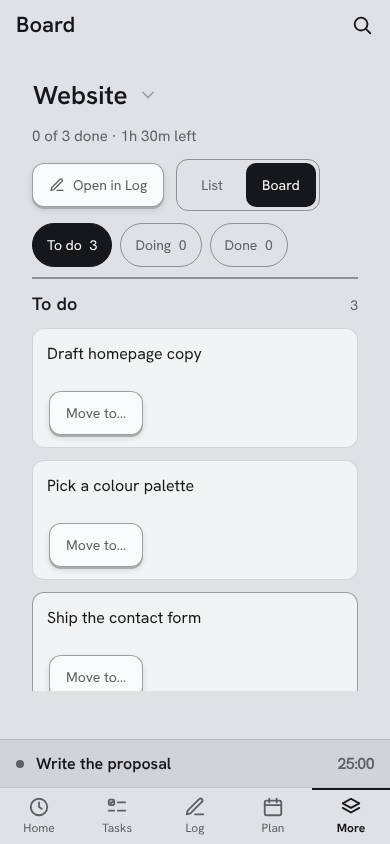 Board
Website
0 of 3 done · 1h 30m left
Open in Log
List
Board
To do 3
Doing 0
Done 0
To do
3
Draft homepage copy
Move to...
Pick a colour palette
Move to...
Ship the contact form
Move to...
Write the proposal
25:00
Home
Tasks
Log
Plan
More